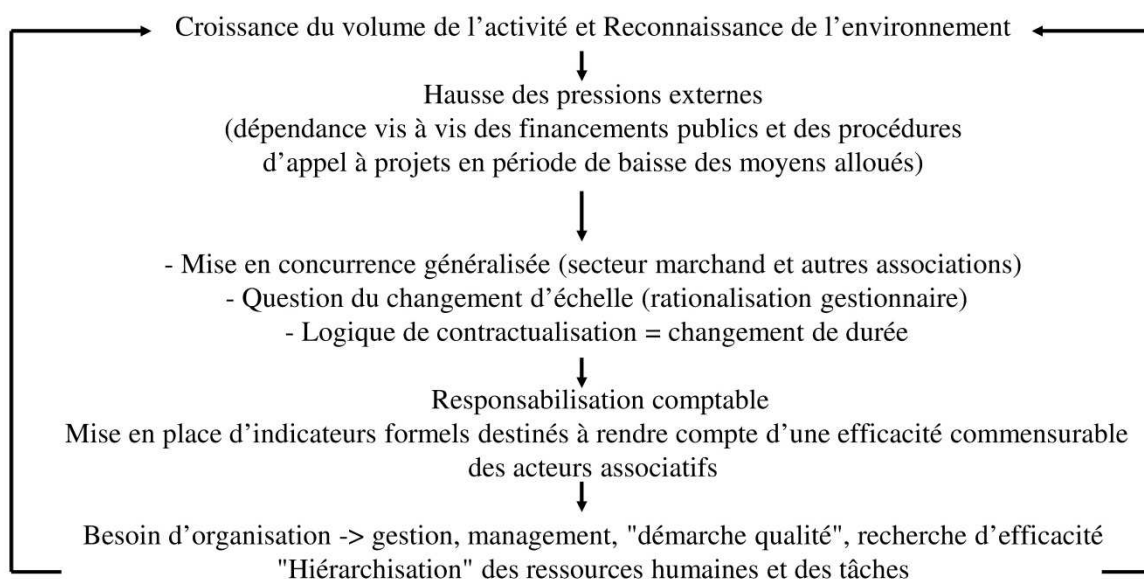 Croissance du volume de l'activité et Reconnaissance de l'environnement
Hausse des pressions externes
(dépendance vis à vis des financements publics et des procédures
d'appel à projets en période de baisse des moyens alloués)
- Mise en concurrence généralisée (secteur marchand et autres associations)
- Question du changement d'échelle (rationalisation gestionnaire)
- Logique de contractualisation = changement de durée
Responsabilisation comptable
Mise en place d'indicateurs formels destinés à rendre compte d'une efficacité commensurable
des acteurs associatifs
Besoin d'organisation -> gestion, management, "démarche qualité", recherche d'efficacité
"Hiérarchisation" des ressources humaines et des tâches